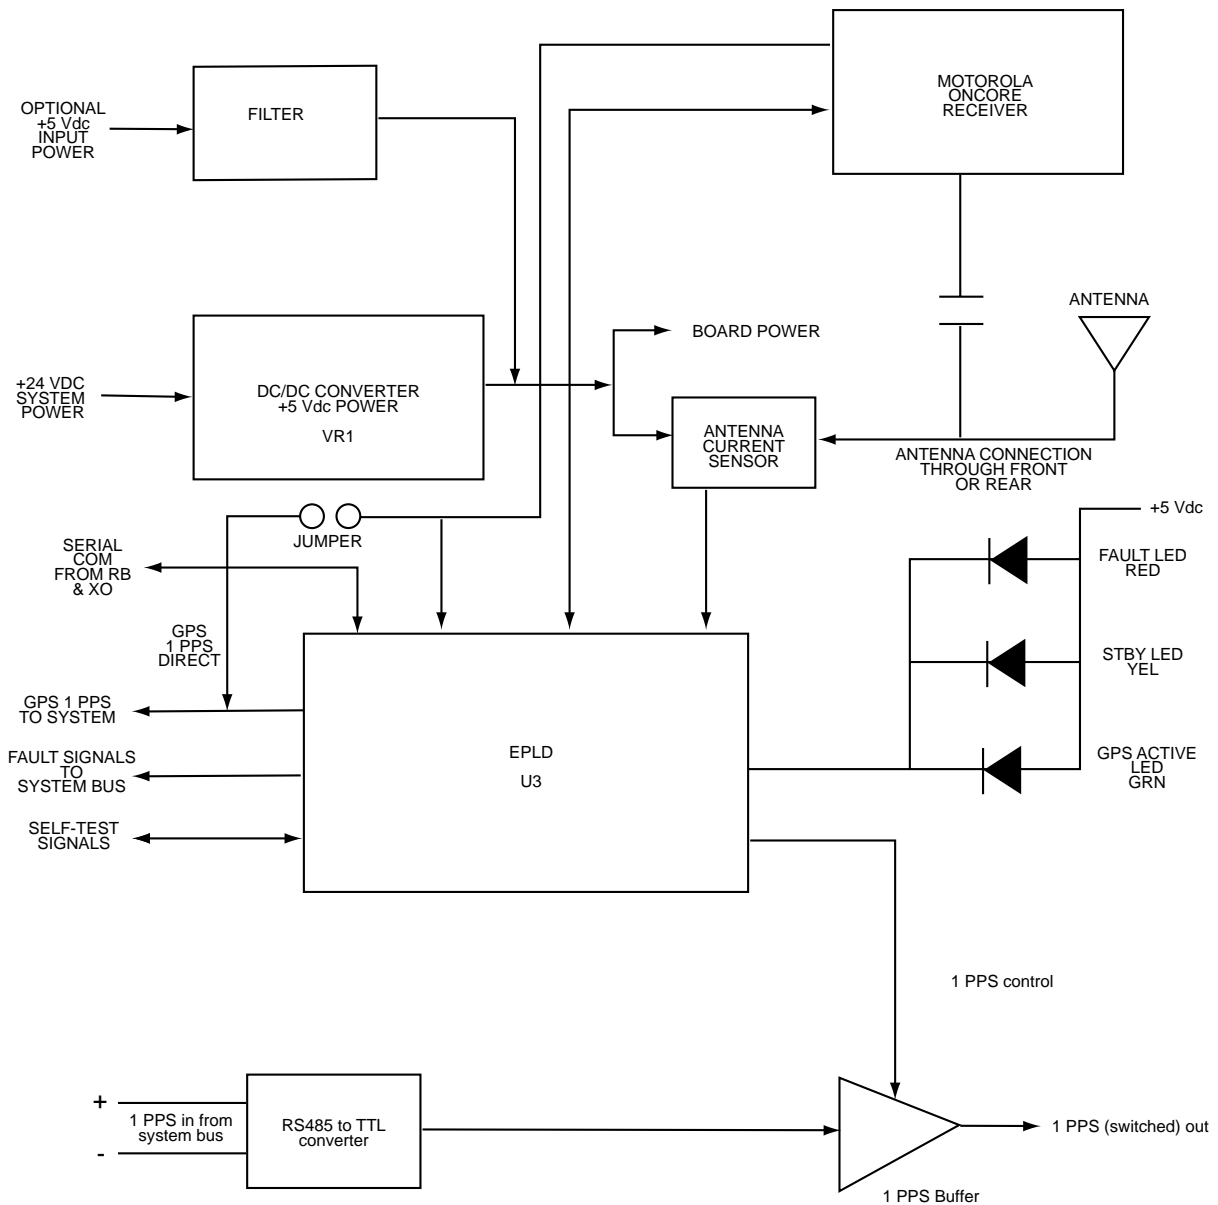 OPTIONAL
+5 Vdc
INPUT
POWER
FILTER
MOTOROLA
ONCORE
RECEIVER
ANTENNA
+24 VDC
SYSTEM
POWER
DC/DC CONVERTER
+5 Vdc POWER
VR1
BOARD POWER
ANTENNA
CURRENT
SENSOR
ANTENNA CONNECTION
THROUGH FRONT
OR REAR
JUMPER
SERIAL
COM
FROM RB
& XO
GPS
1 PPS
DIRECT
+5 Vdc
FAULT LED
RED
STBY LED
YEL
GPS ACTIVE
LED
GRN
GPS 1 PPS
TO SYSTEM
FAULT SIGNALS
TO
SYSTEM BUS
SELF-TEST
SIGNALS
EPLD
U3
1 PPS control
+
1 PPS in from
system bus
-
RS485 to TTL
converter
1 PPS (switched) out
1 PPS Buffer